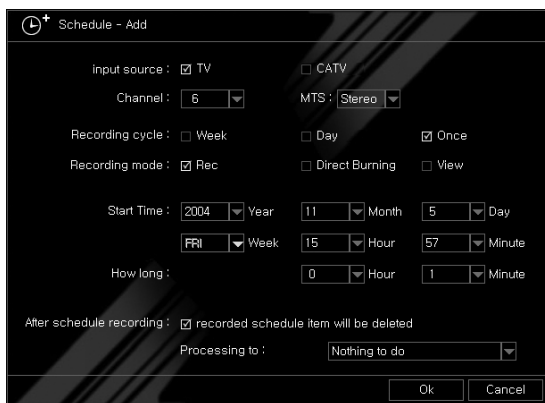 Schedule - Add
input source : TV CATV
Channel : 6 MTS : Stereo
Recording cycle : Week Day Once
Recording mode : Rec Direct Burning View
Start Time : 2004 Year 11 Month 5 Day
FRI Week 15 Hour 57 Minute
How long : 0 Hour 1 Minute
After schedule recording : recorded schedule item will be deleted
Processing to : Nothing to do
Ok Cancel